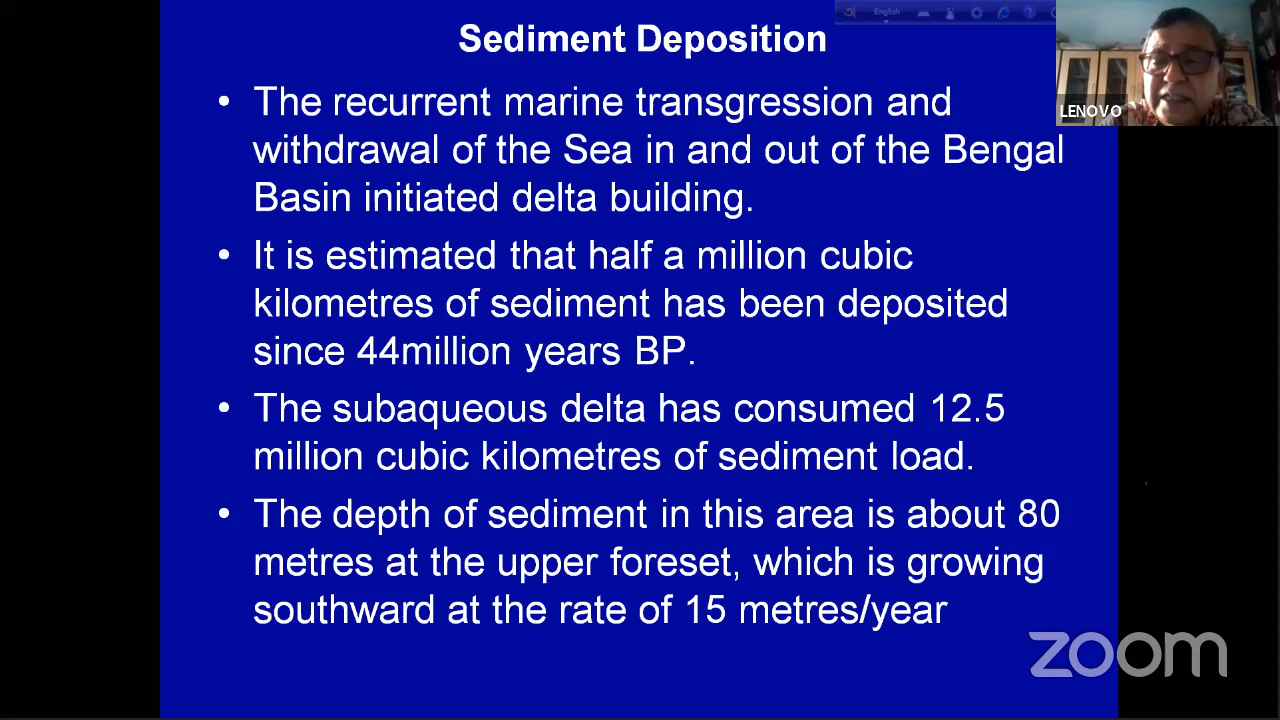 English
Sediment Deposition
LENOVO
• The recurrent marine transgression and
withdrawal of the Sea in and out of the Bengal
Basin initiated delta building.
• It is estimated that half a million cubic
kilometres of sediment has been deposited
since 44million years BP.
• The subaqueous delta has consumed 12.5
million cubic kilometres of sediment load.
• The depth of sediment in this area is about 80
metres at the upper foreset, which is growing
southward at the rate of 15 metres/year
zoom